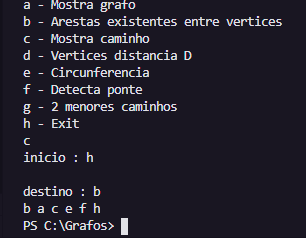 a - Mostra grafo
b - Arestas existentes entre vertices
c - Mostra caminho
d - Vertices distancia D
e - Circunferencia
f - Detecta ponte
g - 2 menores caminhos
h - Exit
c
inicio : h
destino : b
b a c e f h
PS C:\Grafos>